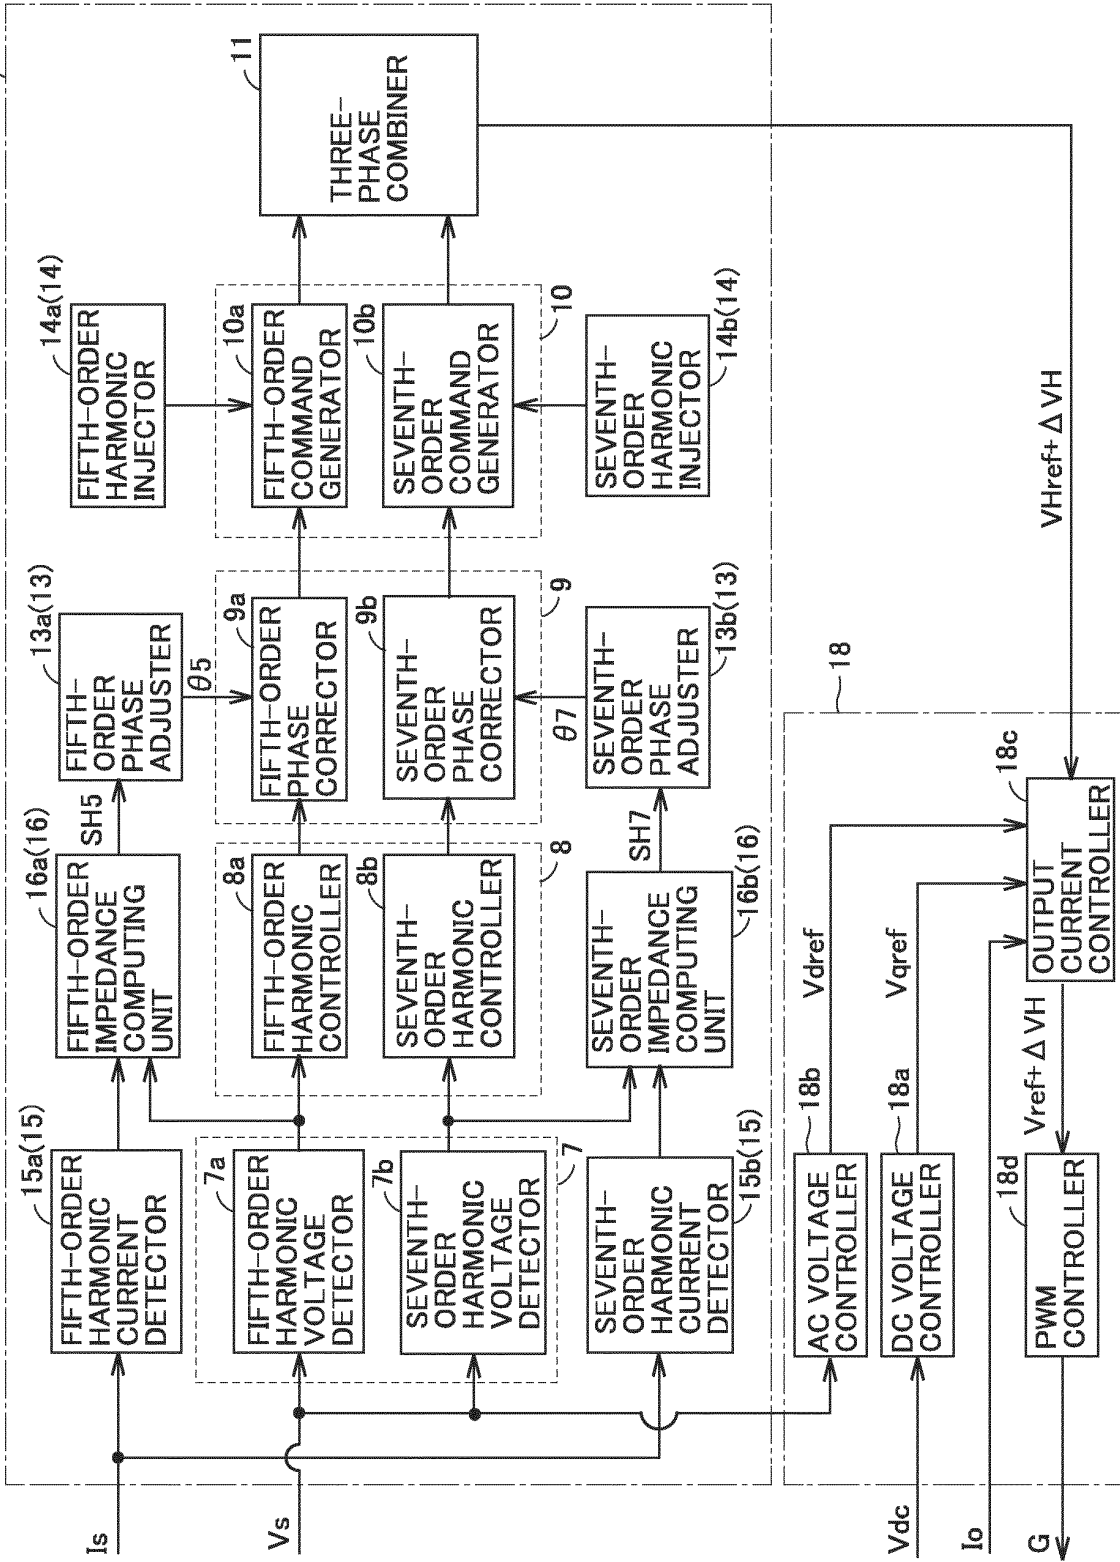 Is
Vs
Vdc
Io
G
15a(15)
FIFTH-ORDER
HARMONIC
CURRENT
DETECTOR
7a
FIFTH-ORDER
HARMONIC
VOLTAGE
DETECTOR
7b
SEVENTH-
ORDER
HARMONIC
VOLTAGE
DETECTOR
7
SEVENTH-
ORDER
HARMONIC
CURRENT
DETECTOR
15b(15)
16a(16)
FIFTH-ORDER
IMPEDANCE
COMPUTING
UNIT
SH5
8a
FIFTH-ORDER
HARMONIC
CONTROLLER
8b
SEVENTH-
ORDER
HARMONIC
CONTROLLER
8
SEVENTH-
ORDER
IMPEDANCE
COMPUTING
UNIT
16b(16)
SH7
13a(13)
FIFTH-
ORDER
PHASE
ADJUSTER
θ5
9a
FIFTH-ORDER
PHASE
CORRECTOR
9b
SEVENTH-
ORDER
PHASE
CORRECTOR
9
θ7
SEVENTH-
ORDER
PHASE
ADJUSTER
13b(13)
14a(14)
FIFTH-ORDER
HARMONIC
INJECTOR
10a
FIFTH-ORDER
COMMAND
GENERATOR
10b
SEVENTH-
ORDER
COMMAND
GENERATOR
10
SEVENTH-
ORDER
HARMONIC
INJECTOR
14b(14)
11
THREE-
PHASE
COMBINER
VHref+ΔVH
18
18b
AC VOLTAGE
CONTROLLER
Vdref
18a
DC VOLTAGE
CONTROLLER
Vqref
18c
OUTPUT
CURRENT
CONTROLLER
Vref+ΔVH
18d
PWM
CONTROLLER